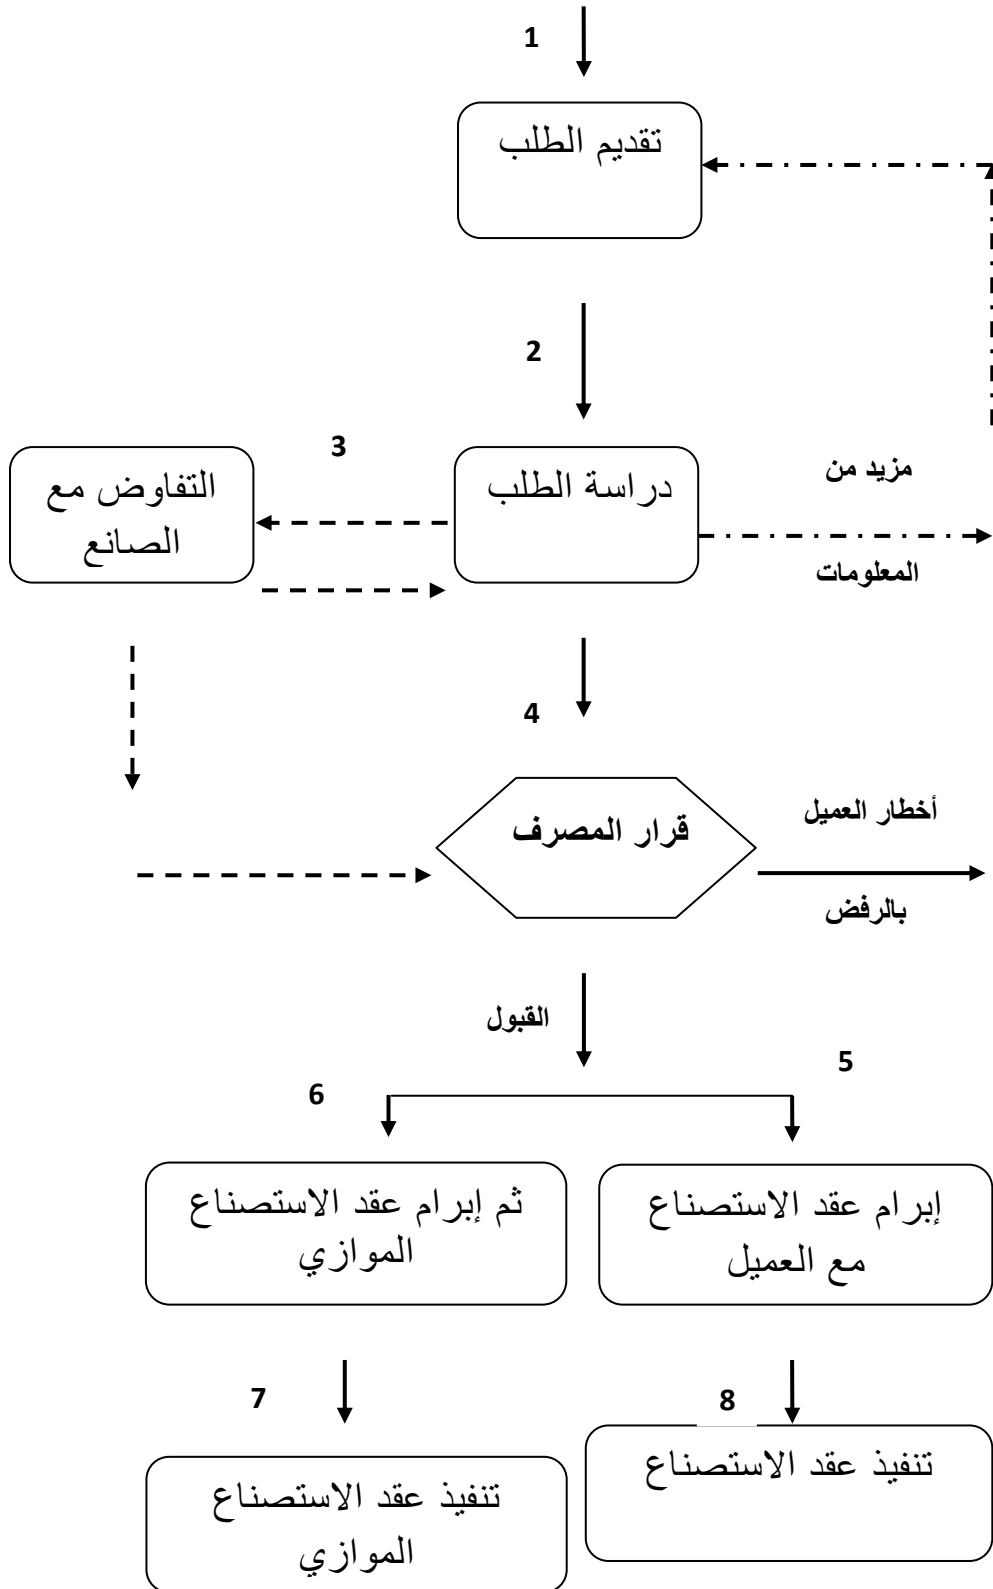 1
تقديم الطلب
2
3
مزيد من
التفاوض مع
الصانع
دراسة الطلب
المعلومات
4
قرار المصرف
أخطار العميل
بالرفض
القبول
5
6
إبرام عقد الاستصناع
مع العميل
ثم إبرام عقد الاستصناع
الموازي
7
8
تنفيذ عقد الاستصناع
تنفيذ عقد الاستصناع
الموازي